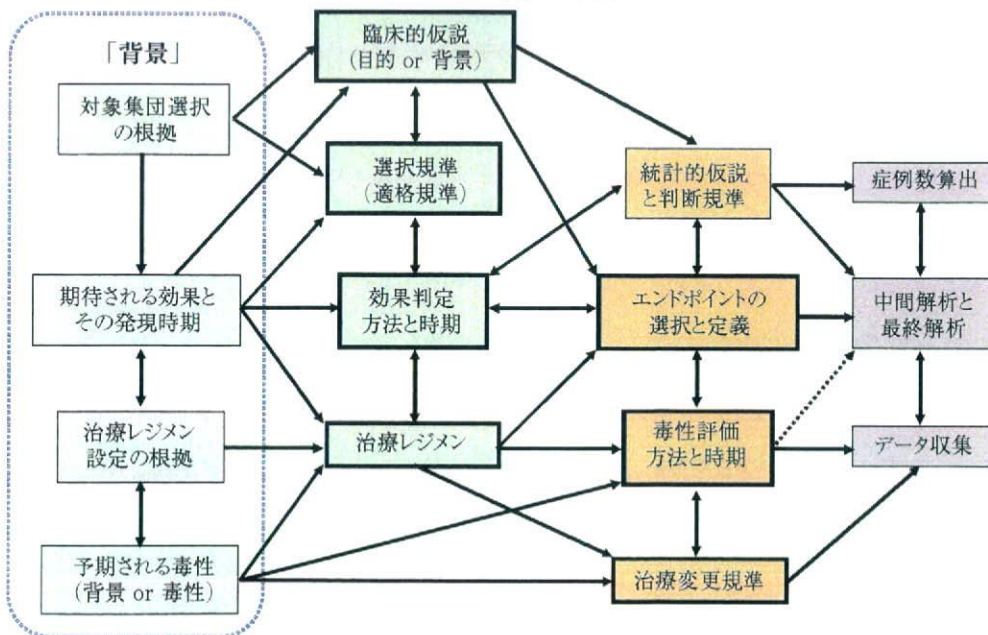 「背景」
対象集団選択
の根拠
期待される効果と
その発現時期
治療レジメン
設定の根拠
予期される毒性
(背景 or 毒性)
臨床的仮説
(目的 or 背景)
選択規準
(適格規準)
効果判定
方法と時期
治療レジメン
統計的仮説
と判断規準
エンドポイントの
選択と定義
毒性評価
方法と時期
治療変更規準
症例数算出
中間解析と
最終解析
データ収集